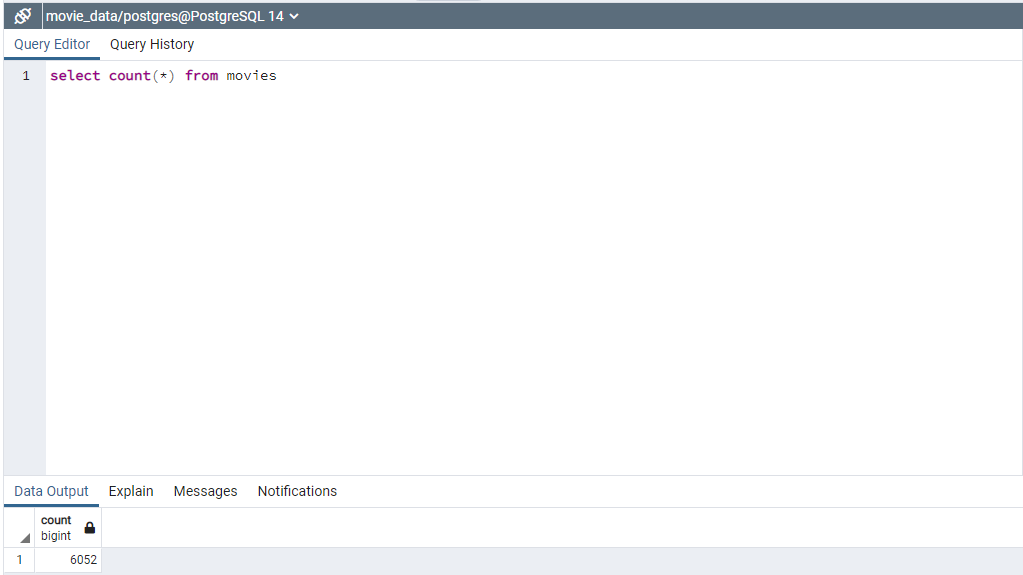 movie_data/postgres@PostgreSQL 14
Query Editor Query History
1 select count(*) from movies
Data Output Explain Messages Notifications
count
bigint
1 6052